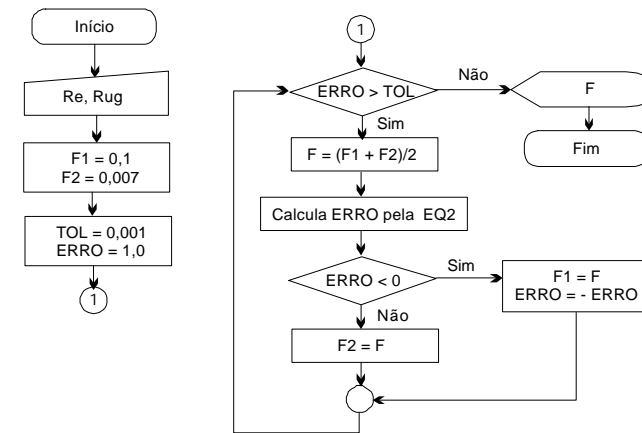 Início
Re, Rug
F1 = 0,1
F2 = 0,007
TOL = 0,001
ERRO = 1,0
1
1
ERRO > TOL
Não
F
Fim
Sim
F = (F1 + F2)/2
Calcula ERRO pela EQ2
ERRO < 0
Sim
F1 = F
ERRO = - ERRO
Não
F2 = F